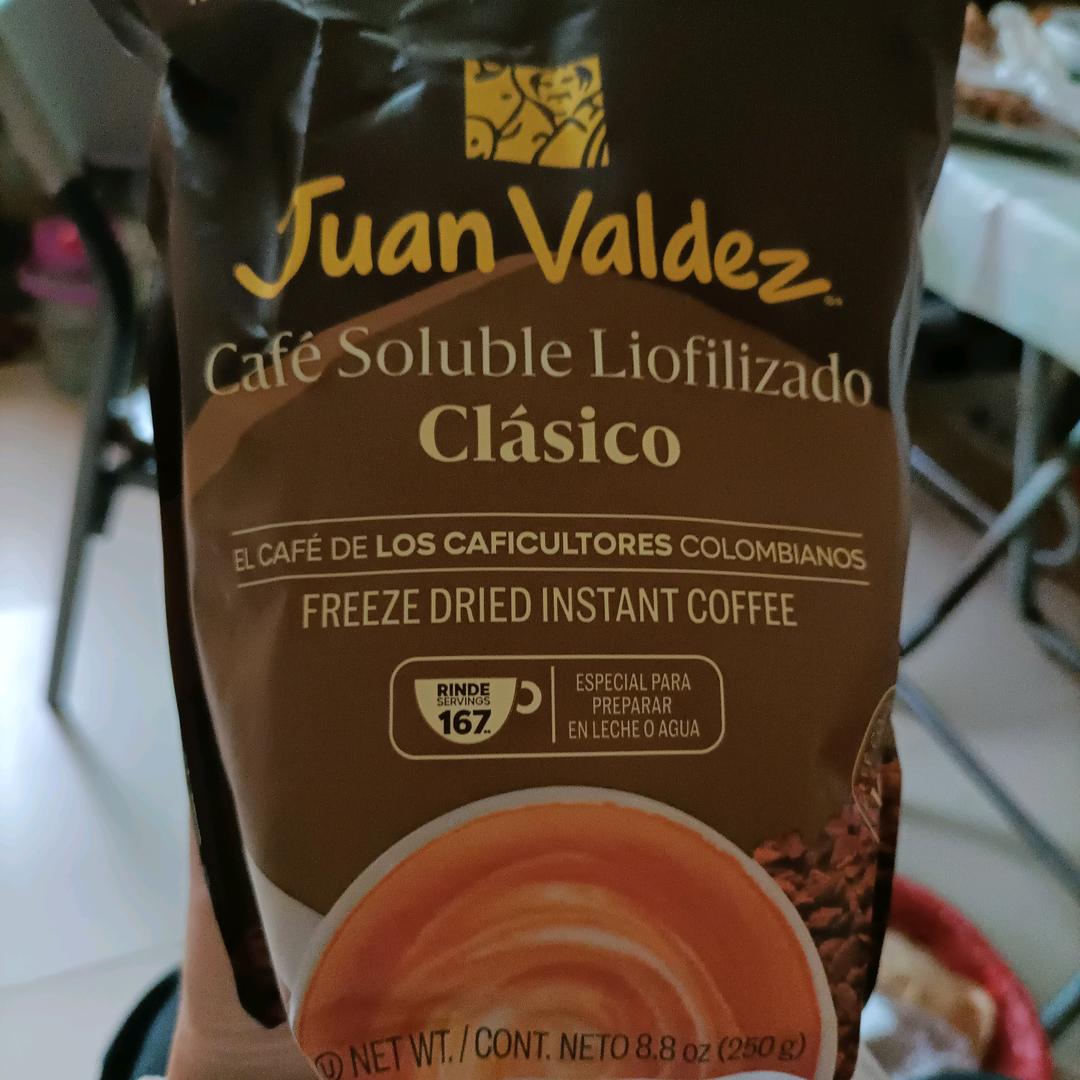 Juan Valdez
Café Soluble Liofilizado
Clásico
EL CAFÉ DE LOS CAFICULTORES COLOMBIANOS
FREEZE DRIED INSTANT COFFEE
RINDE
SERVINGS
167
ESPECIAL PARA
PREPARAR
EN LECHE O AGUA
U NET WT. / CONT. NETO 8.8 oz (250 g)